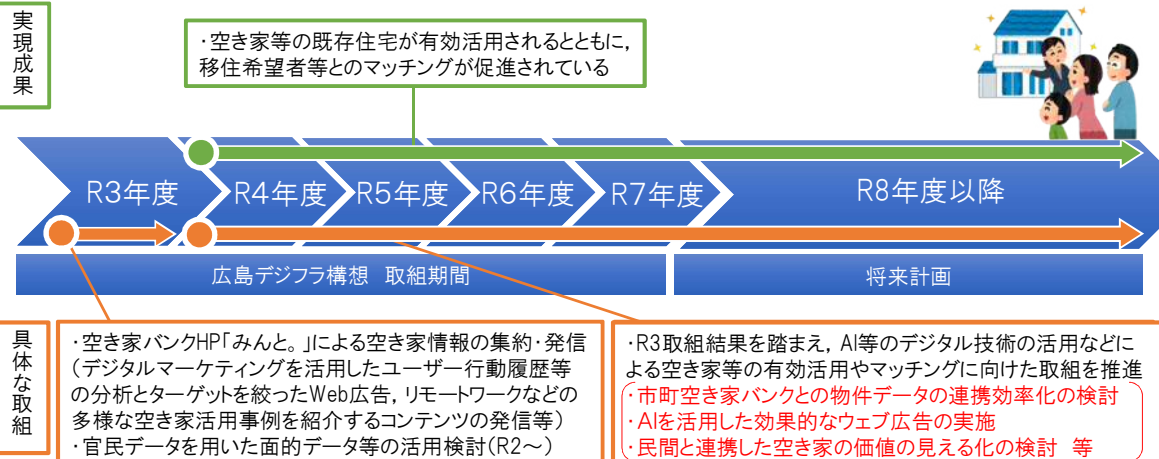 実現成果
・空き家等の既存住宅が有効活用されるとともに，
移住希望者等とのマッチングが促進されている
R3年度
R4年度
R5年度
R6年度
R7年度
R8年度以降
広島デジフラ構想　取組期間
将来計画
具体な取組
・空き家バンクHP「みんと。」による空き家情報の集約・発信
（デジタルマーケティングを活用したユーザー行動履歴等
の分析とターゲットを絞ったWeb広告，リモートワークなどの
多様な空き家活用事例を紹介するコンテンツの発信等）
・官民データを用いた面的データ等の活用検討（R2～）
・R3取組結果を踏まえ，AI等のデジタル技術の活用などに
よる空き家等の有効活用やマッチングに向けた取組を推進
・市町空き家バンクとの物件データの連携効率化の検討
・AIを活用した効果的なウェブ広告の実施
・民間と連携した空き家の価値の見える化の検討　等